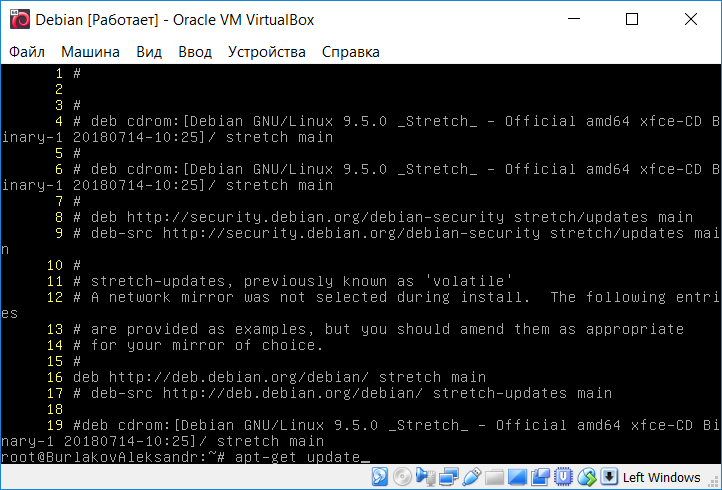 Debian [Работает] - Oracle VM VirtualBox
Файл Машина Вид Ввод Устройства Справка
1 #
2
3 #
4 # deb cdrom:[Debian GNU/Linux 9.5.0 _Stretch_ - Official amd64 xfce-CD B
inary-1 20180714-10:25]/ stretch main
5 #
6 # deb cdrom:[Debian GNU/Linux 9.5.0 _Stretch_ - Official amd64 xfce-CD B
inary-1 20180714-10:25]/ stretch main
7 #
8 # deb http://security.debian.org/debian-security stretch/updates main
9 # deb-src http://security.debian.org/debian-security stretch/updates mai
n
10 #
11 # stretch-updates, previously known as 'volatile'
12 # A network mirror was not selected during install.  The following entri
es
13 # are provided as examples, but you should amend them as appropriate
14 # for your mirror of choice.
15 #
16 deb http://deb.debian.org/debian/ stretch main
17 # deb-src http://deb.debian.org/debian/ stretch-updates main
18
19 #deb cdrom:[Debian GNU/Linux 9.5.0 _Stretch_ - Official amd64 xfce-CD Bi
nary-1 20180714-10:25]/ stretch main
root@BurlakovAleksandr:~# apt-get update_
Left Windows